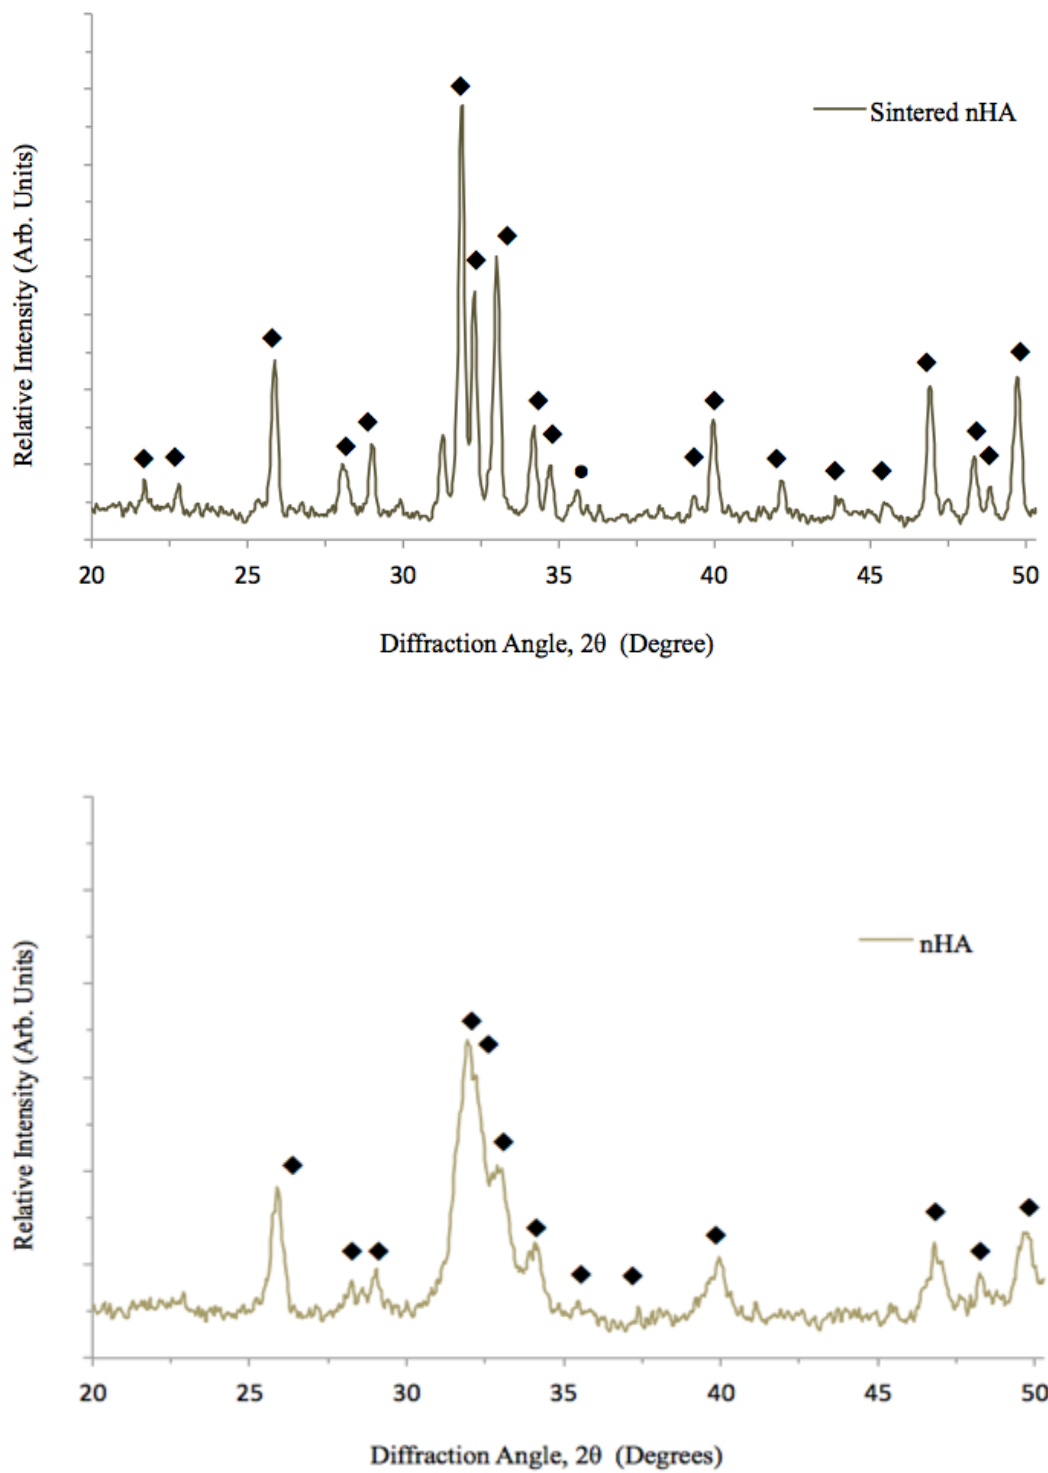 Relative Intensity (Arb. Units)
Sintered nHA
20 25 30 35 40 45 50
Diffraction Angle, 2θ (Degree)
Relative Intensity (Arb. Units)
nHA
20 25 30 35 40 45 50
Diffraction Angle, 2θ (Degrees)